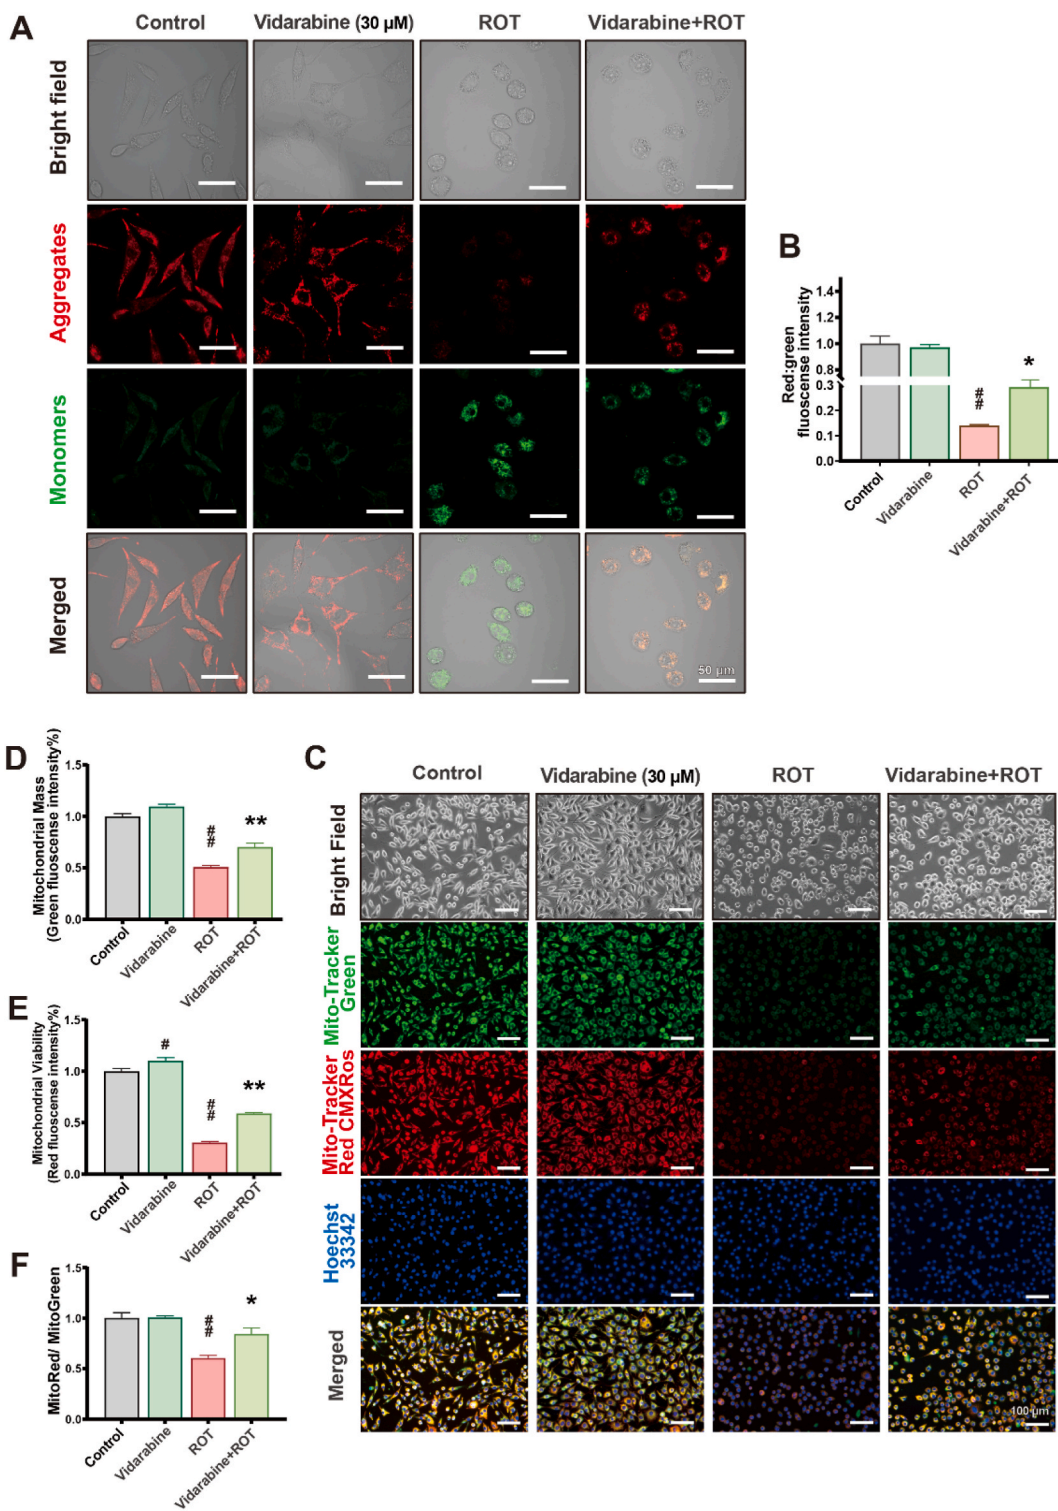 A
Control
Vidarabine (30 µM)
ROT
Vidarabine+ROT
Bright field
Aggregates
Monomers
Merged
50 µm
B
Red:green
fluoscense intensity
1.4
1.2
1.0
0.8
0.3
0.2
0.1
0.0
##
*
Control
Vidarabine
ROT
Vidarabine+ROT
D
Mitochondrial Mass
(Green fluoscense intensity%)
1.5
1.0
0.5
0.0
##
**
Control
Vidarabine
ROT
Vidarabine+ROT
E
Mitochondrial Viability
(Red fluoscense intensity%)
1.5
1.0
0.5
0.0
#
##
**
Control
Vidarabine
ROT
Vidarabine+ROT
F
MitoRed/ MitoGreen
1.5
1.0
0.5
0.0
##
*
Control
Vidarabine
ROT
Vidarabine+ROT
C
Control
Vidarabine (30 µM)
ROT
Vidarabine+ROT
Bright Field
Mito-Tracker
Green
Mito-Tracker
Red CMXRos
Hoechst
33342
Merged
100 µm